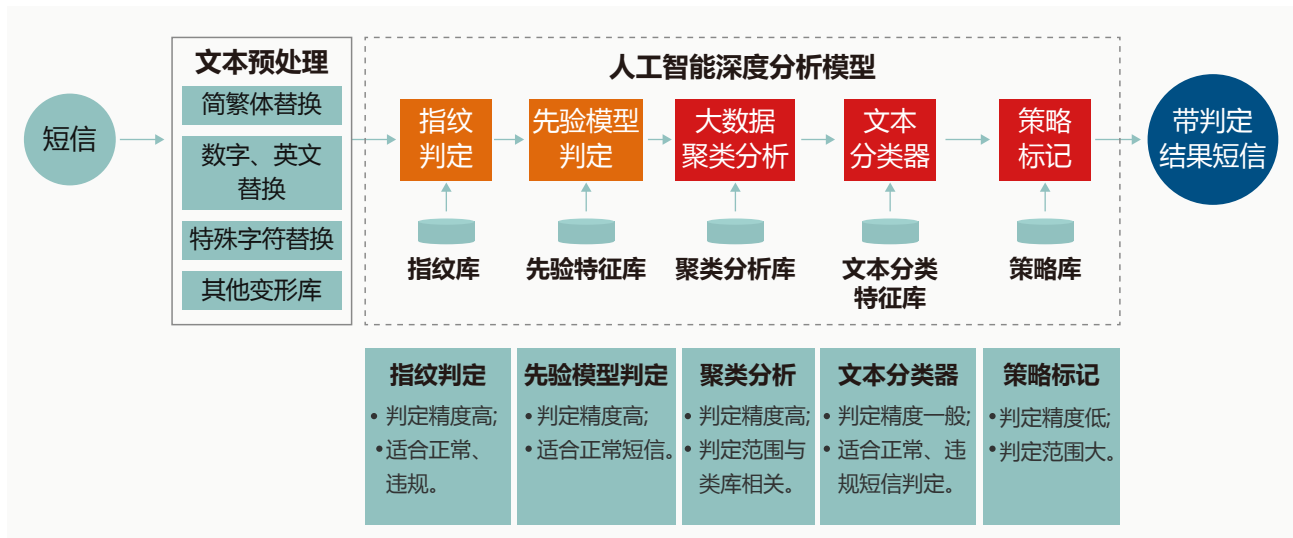 短信
文本预处理
简繁体替换
数字、英文
替换
特殊字符替换
其他变形库
人工智能深度分析模型
指纹
判定
先验模型
判定
大数据
聚类分析
文本
分类器
策略
标记
指纹库
先验特征库
聚类分析库
文本分类
特征库
策略库
带判定
结果短信
指纹判定
• 判定精度高;
• 适合正常、
违规。
先验模型判定
• 判定精度高;
• 适合正常短信。
聚类分析
• 判定精度高;
• 判定范围与
类库相关。
文本分类器
• 判定精度一般;
• 适合正常、违
规短信判定。
策略标记
• 判定精度低;
• 判定范围大。